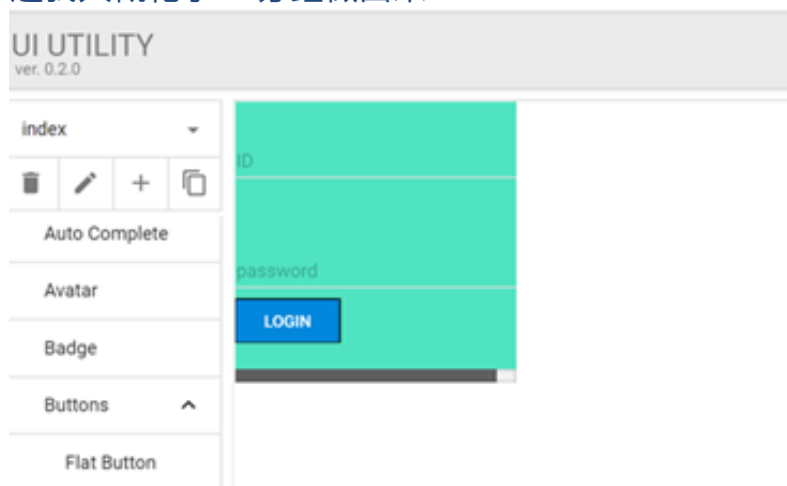 UI UTILITY
ver. 0.2.0
index
Auto Complete
Avatar
Badge
Buttons
Flat Button
ID
password
LOGIN